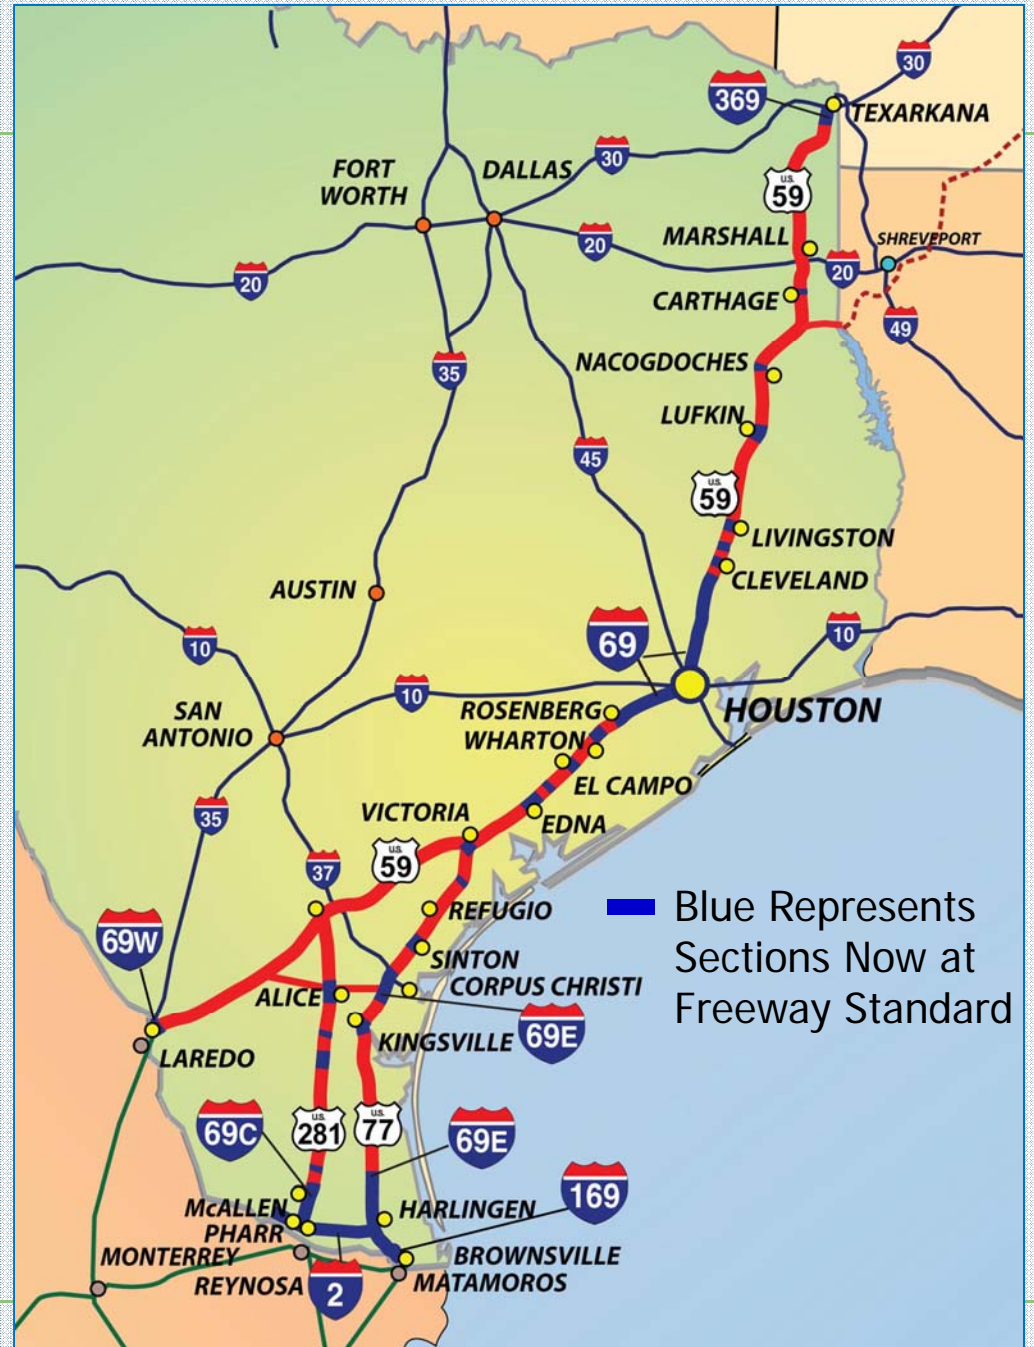 30
369
TEXARKANA
FORT
WORTH
DALLAS
30
U.S.
59
MARSHALL
SHREVEPORT
20
20
20
CARTHAGE
49
NACOGDOCHES
35
LUFKIN
45
U.S.
59
LIVINGSTON
CLEVELAND
AUSTIN
69
10
10
10
SAN
ANTONIO
ROSENBERG
HOUSTON
WHARTON
EL CAMPO
35
VICTORIA
EDNA
U.S.
59
37
REFUGIO
Blue Represents
Sections Now at
Freeway Standard
69W
SINTON
CORPUS CHRISTI
ALICE
69E
KINGSVILLE
LAREDO
69C
U.S.
281
U.S.
77
69E
169
McALLEN
HARLINGEN
PHARR
MONTERREY
BROWNSVILLE
REYNOSA
2
MATAMOROS